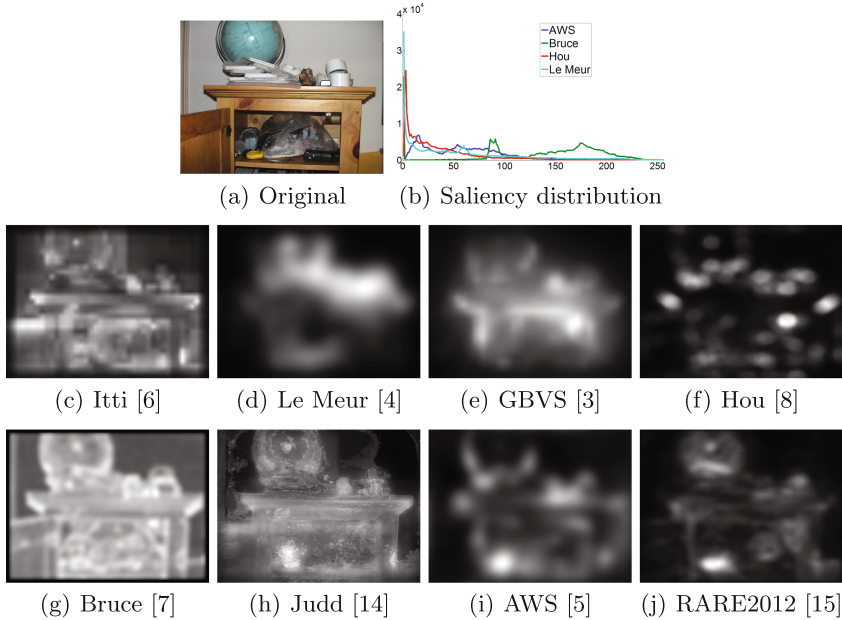 4
x 10^4
3
2
1
0
0
50
100
150
200
250
AWS
Bruce
Hou
Le Meur
(a) Original
(b) Saliency distribution
(c) Itti [6]
(d) Le Meur [4]
(e) GBVS [3]
(f) Hou [8]
(g) Bruce [7]
(h) Judd [14]
(i) AWS [5]
(j) RARE2012 [15]